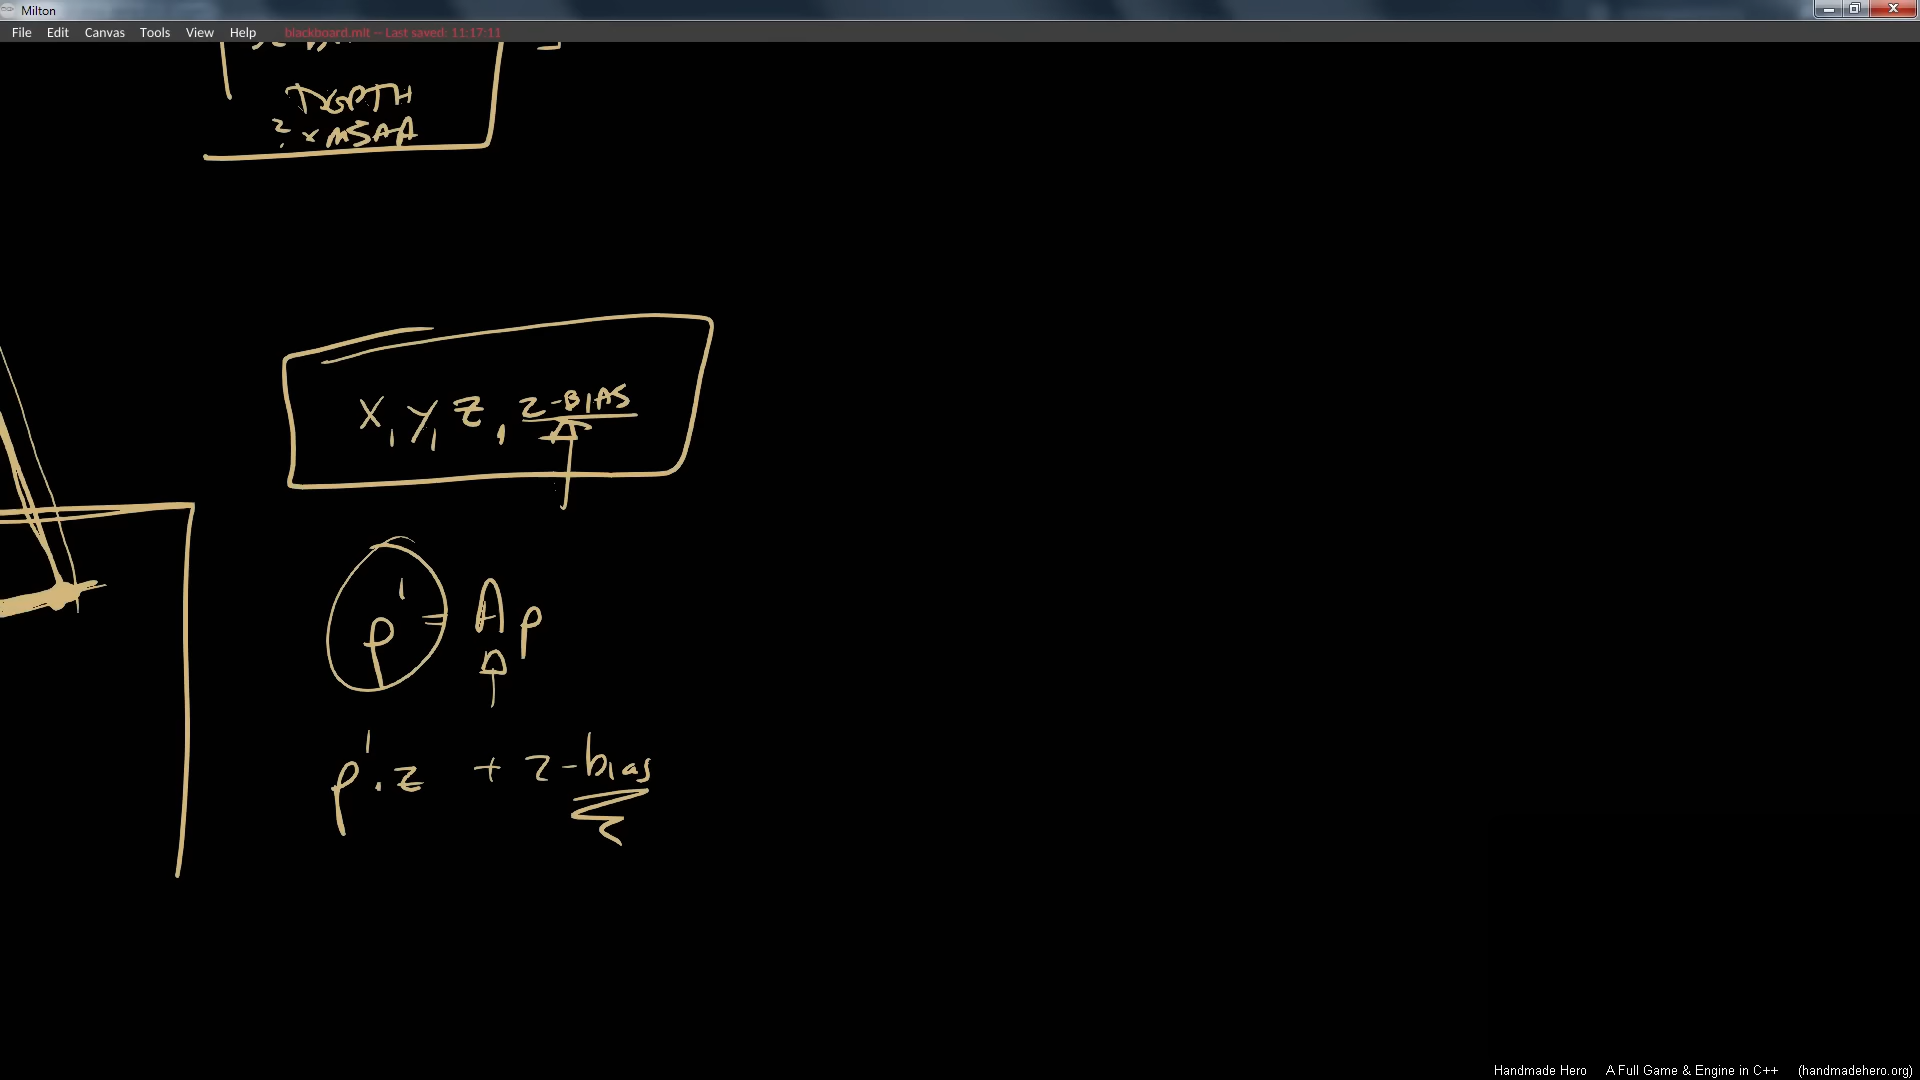 Milton
File Edit Canvas Tools View Help blackboard.mlt -- Last saved: 11:17:11
DEPTH
? x MSAA
X, Y, Z, Z-BIAS
P' = A P
P'.z + z-bias
Handmade Hero A Full Game & Engine in C++ (handmadehero.org)